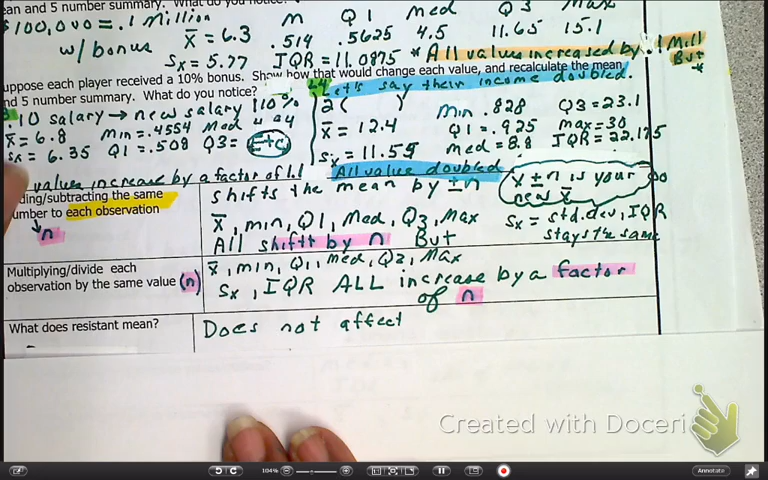 ean and 5 number summary. What do you notice?
$100,000 = .1 Million
w/ bonus
M Q1 Med Q3 Max
x̄ = 6.3 .514 .5625 4.5 11.65 15.1
Sx = 5.77 IQR = 11.0875 * All values increased by .1 Mill
But *
uppose each player received a 10% bonus. Show how that would change each value, and recalculate the mean,
nd 5 number summary. What do you notice?
.10 salary → new salary 110%
x̄ = 6.8 Min = .4554 Med
Sx = 6.35 Q1 = .508 Q3 = Etc
values increase by a factor of 1.1
Let's say their income doubled.
2( )
x̄ = 12.4
Sx = 11.55
min .828 Q3 = 23.1
Q1 = .925 max = 30
med = 8.8 IQR = 22.175
All value doubled
ding/subtracting the same
umber to each observation
n
shifts the mean by ±n
x̄ ± n is your
new x̄
x̄, min, Q1, Med, Q3, Max
All shift by n But
Sx = std.dev, IQR
stays the same
Multiplying/divide each
observation by the same value (n)
x̄, min, Q1, Med, Q3, Max
Sx, IQR ALL increase by a factor
of n
What does resistant mean?
Does not affect
Created with Doceri
104%
Annotate